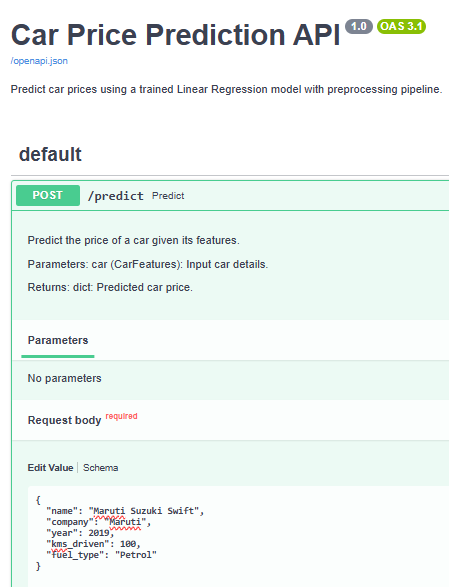 Car Price Prediction API 1.0 OAS 3.1
/openapi.json
Predict car prices using a trained Linear Regression model with preprocessing pipeline.
default
POST /predict Predict
Predict the price of a car given its features.
Parameters: car (CarFeatures): Input car details.
Returns: dict: Predicted car price.
Parameters
No parameters
Request body required
Edit Value | Schema
{
"name": "Maruti Suzuki Swift",
"company": "Maruti",
"year": 2019,
"kms_driven": 100,
"fuel_type": "Petrol"
}